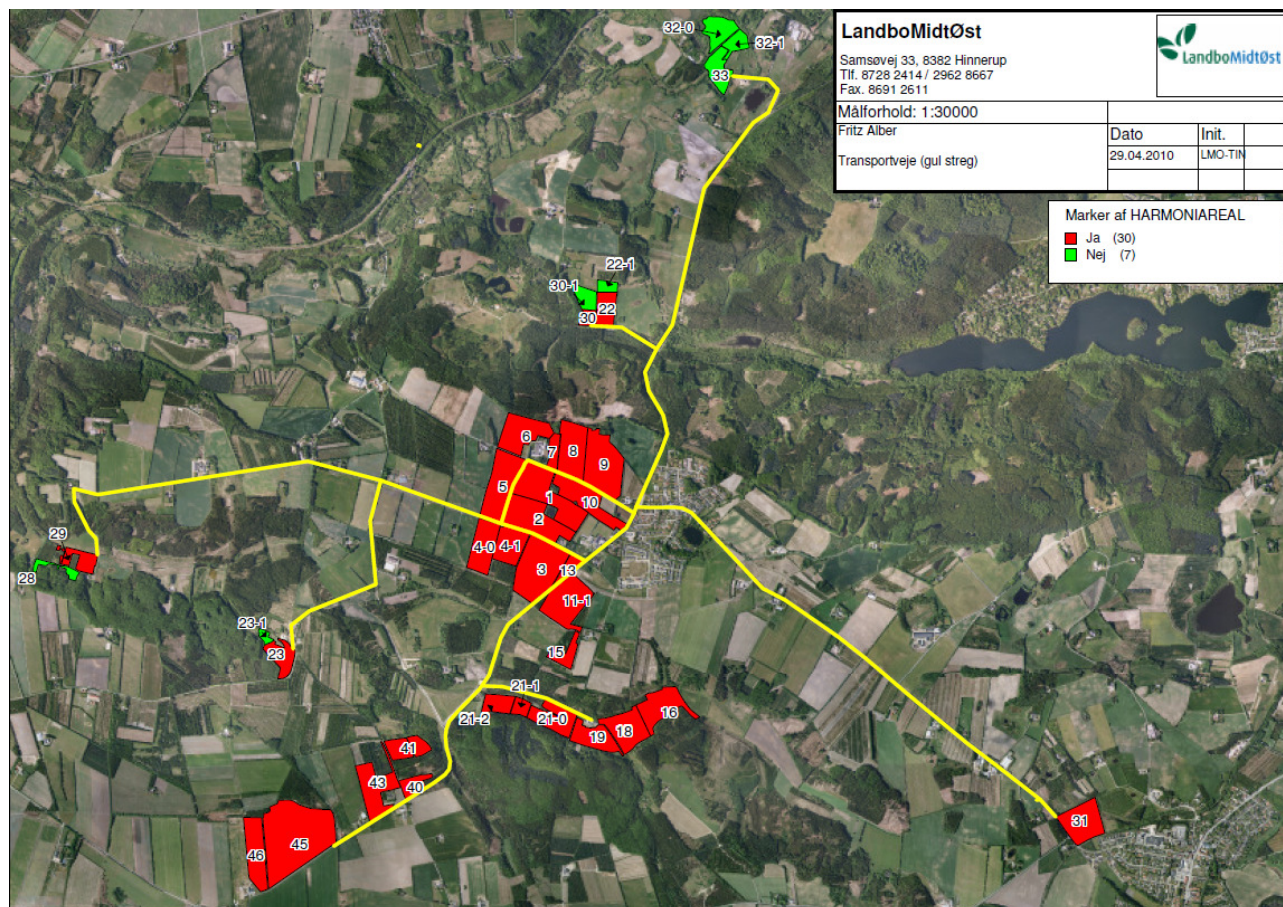 LandboMidtØst
Samsøvej 33, 8382 Hinnerup
Tlf. 8728 2414 / 2962 8667
Fax. 8691 2611
LandboMidtØst
Målforhold: 1:30000
Fritz Alber
Transportveje (gul streg)
Dato
Init.
29.04.2010
LMO-TIN
Marker af HARMONIAREAL
Ja (30)
Nej (7)
32-0
32-1
33
22-1
30-1
22
30
6
7
8
9
5
1
10
2
4-0
4-1
3
13
11-1
15
29
28
23-1
23
21-1
21-2
21-0
19
18
16
41
43
40
45
46
31